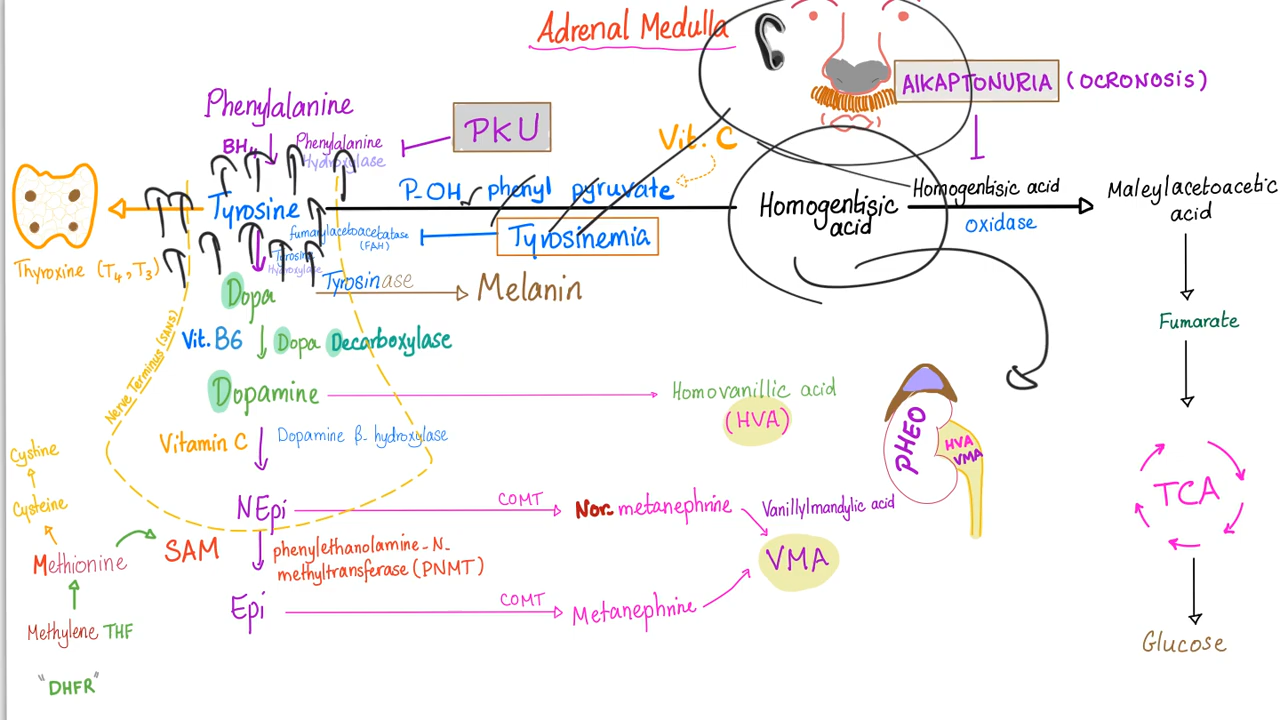 Adrenal Medulla
AlKAPTONURIA (OCRONOSIS)
Phenylalanine
BH4
Phenylalanine
Hydroxylase
PKU
Vit. C
P-OH phenyl pyruvate
Homogentisic
acid
Homogentisic acid
oxidase
Maleylacetoacetic
acid
Tyrosine
fumarylacetoacetatase
(FAH)
Tyrosinemia
Thyroxine (T4, T3)
Tyrosine
Hydroxylase
Dopa
Tyrosinase
Melanin
Fumarate
Nerve Terminus (SANS)
Vit. B6
Dopa Decarboxylase
Dopamine
Homovanillic acid
(HVA)
PHEO
HVA
VMA
Vitamin C
Dopamine β-hydroxylase
Cystine
Cysteine
TCA
NEpi
COMT
Nor-metanephrine
Vanillylmandylic acid
Methionine
SAM
phenylethanolamine-N-
methyltransferase (PNMT)
VMA
Epi
COMT
Metanephrine
Methylene THF
Glucose
"DHFR"